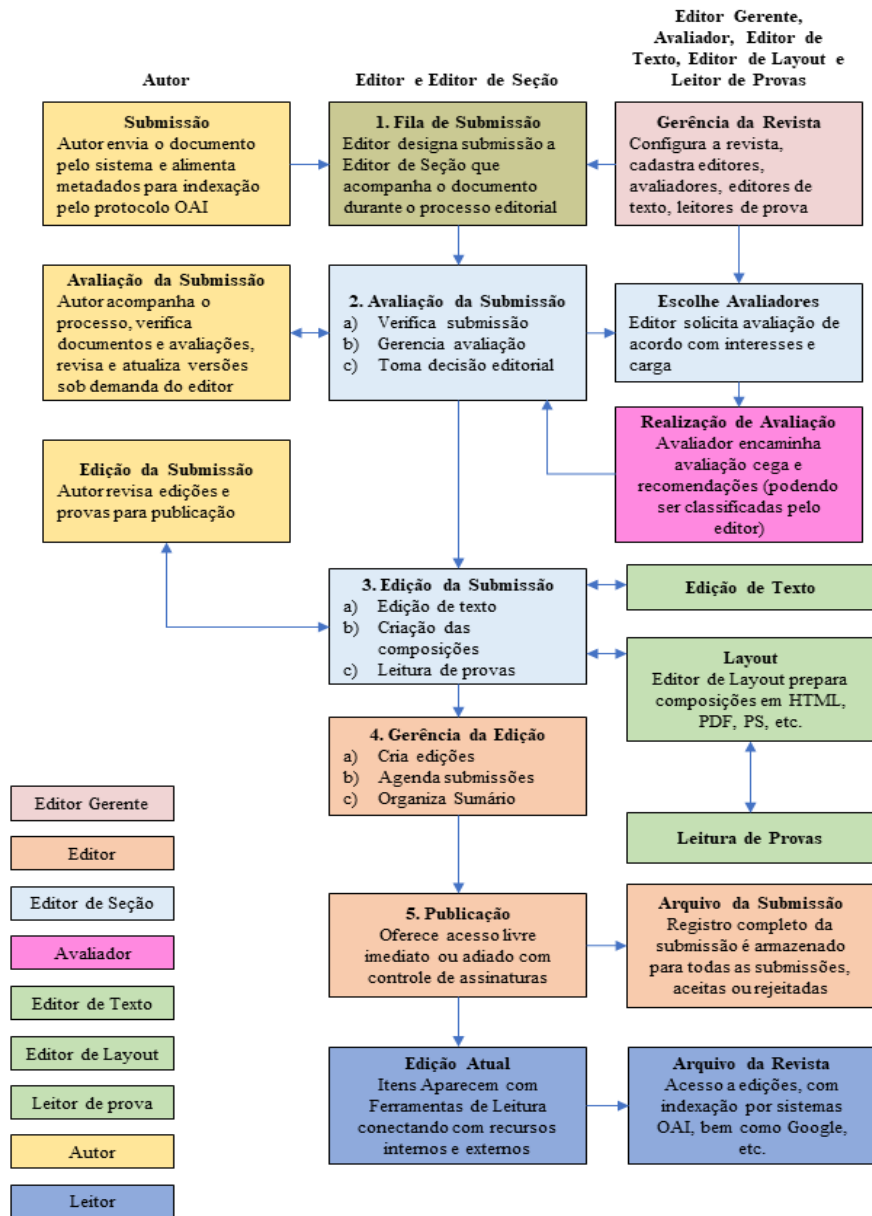 Autor
Editor e Editor de Seção
Editor Gerente,
Avaliador, Editor de
Texto, Editor de Layout e
Leitor de Provas
Submissão
Autor envia o documento
pelo sistema e alimenta
metadados para indexação
pelo protocolo OAI
1. Fila de Submissão
Editor designa submissão a
Editor de Seção que
acompanha o documento
durante o processo editorial
Gerência da Revista
Configura a revista,
cadastra editores,
avaliadores, editores de
texto, leitores de prova
Avaliação da Submissão
Autor acompanha o
processo, verifica
documentos e avaliações,
revisa e atualiza versões
sob demanda do editor
2. Avaliação da Submissão
a) Verifica submissão
b) Gerencia avaliação
c) Toma decisão editorial
Escolhe Avaliadores
Editor solicita avaliação de
acordo com interesses e
carga
Realização de Avaliação
Avaliador encaminha
avaliação cega e
recomendações (podendo
ser classificadas pelo
editor)
Edição da Submissão
Autor revisa edições e
provas para publicação
3. Edição da Submissão
a) Edição de texto
b) Criação das
composições
c) Leitura de provas
Edição de Texto
Layout
Editor de Layout prepara
composições em HTML,
PDF, PS, etc.
4. Gerência da Edição
a) Cria edições
b) Agenda submissões
c) Organiza Sumário
Leitura de Provas
5. Publicação
Oferece acesso livre
imediato ou adiado com
controle de assinaturas
Arquivo da Submissão
Registro completo da
submissão é armazenado
para todas as submissões,
aceitas ou rejeitadas
Edição Atual
Itens Aparecem com
Ferramentas de Leitura
conectando com recursos
internos e externos
Arquivo da Revista
Acesso a edições, com
indexação por sistemas
OAI, bem como Google,
etc.
Editor Gerente
Editor
Editor de Seção
Avaliador
Editor de Texto
Editor de Layout
Leitor de prova
Autor
Leitor